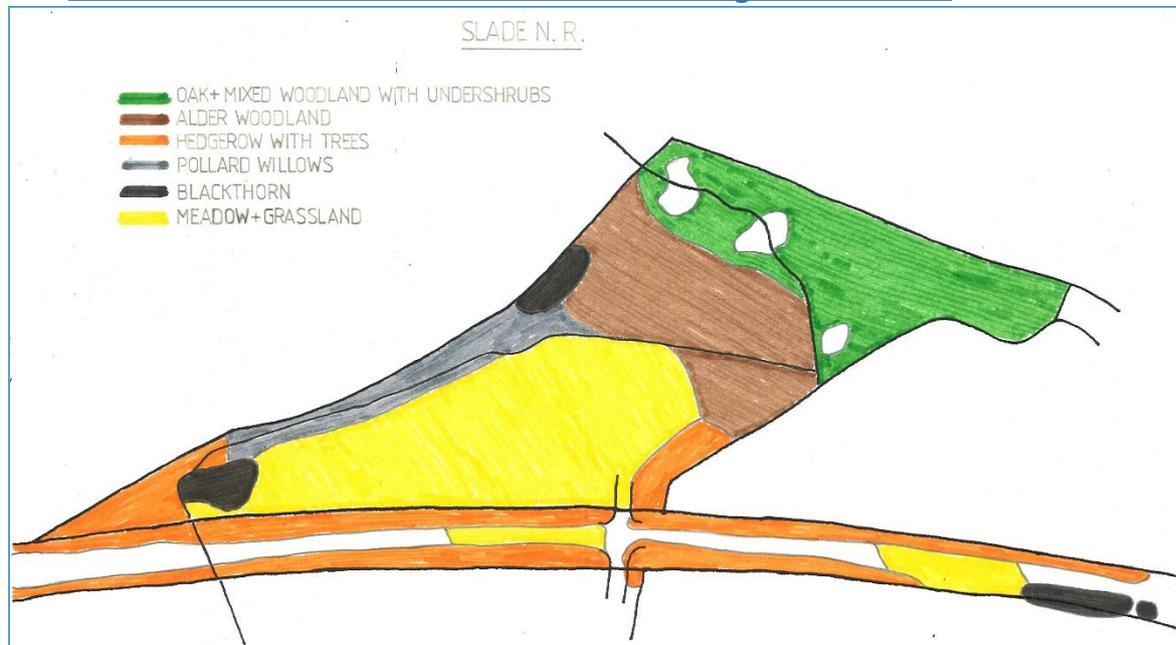 SLADE N. R.
OAK + MIXED WOODLAND WITH UNDERSHRUBS
ALDER WOODLAND
HEDGEROW WITH TREES
POLLARD WILLOWS
BLACKTHORN
MEADOW + GRASSLAND